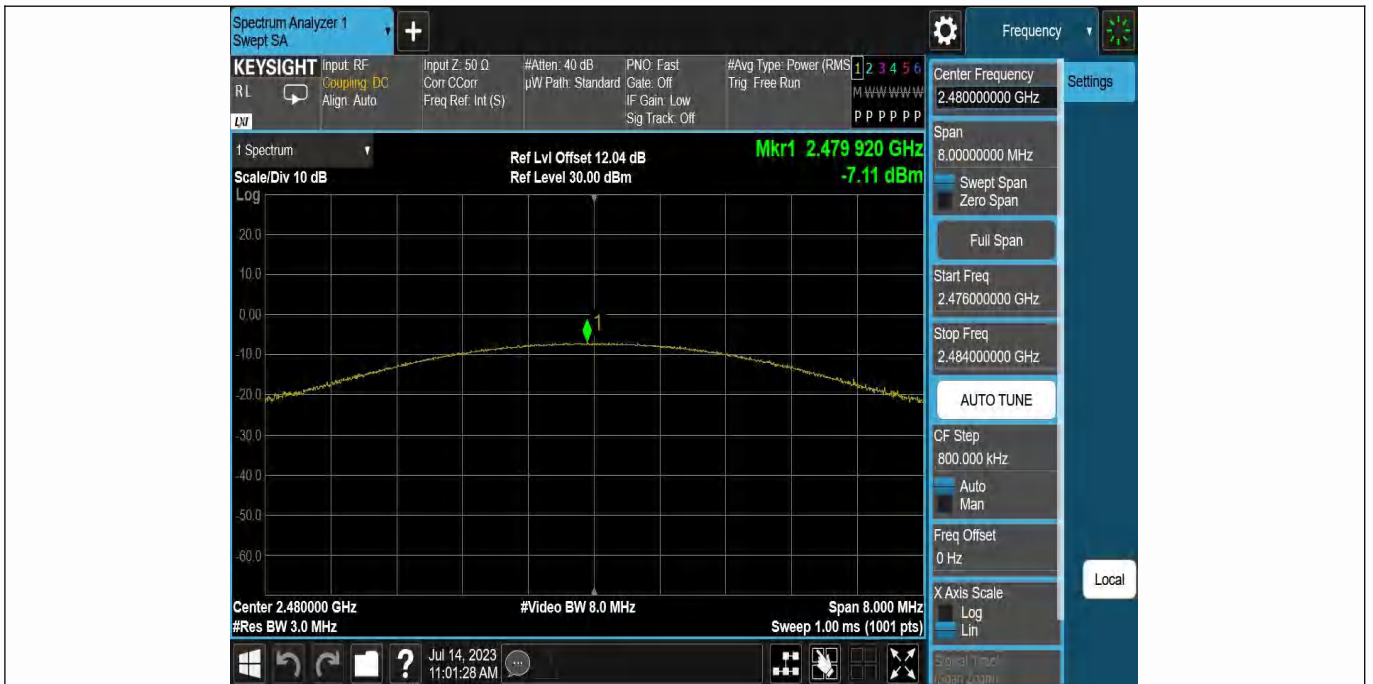 Spectrum Analyzer 1
Swept SA
Frequency
KEYSIGHT
RL
LXI
Input: RF
Coupling: DC
Align: Auto
Input Z: 50 Ω
Corr CCorr
Freq Ref: Int (S)
#Atten: 40 dB
µW Path: Standard
PNO: Fast
Gate: Off
IF Gain: Low
Sig Track: Off
#Avg Type: Power (RMS
Trig: Free Run
1 2 3 4 5 6
M W W W W W
P P P P P P
1 Spectrum
Scale/Div 10 dB
Ref Lvl Offset 12.04 dB
Ref Level 30.00 dBm
Mkr1 2.479 920 GHz
-7.11 dBm
Log
20.0
10.0
0.00
-10.0
-20.0
-30.0
-40.0
-50.0
-60.0
1
Center 2.480000 GHz
#Res BW 3.0 MHz
#Video BW 8.0 MHz
Span 8.000 MHz
Sweep 1.00 ms (1001 pts)
Jul 14, 2023
11:01:28 AM
Center Frequency
2.480000000 GHz
Settings
Span
8.00000000 MHz
Swept Span
Zero Span
Full Span
Start Freq
2.476000000 GHz
Stop Freq
2.484000000 GHz
AUTO TUNE
CF Step
800.000 kHz
Auto
Man
Freq Offset
0 Hz
X Axis Scale
Log
Lin
Local
Signal Track
(Span Zoom)